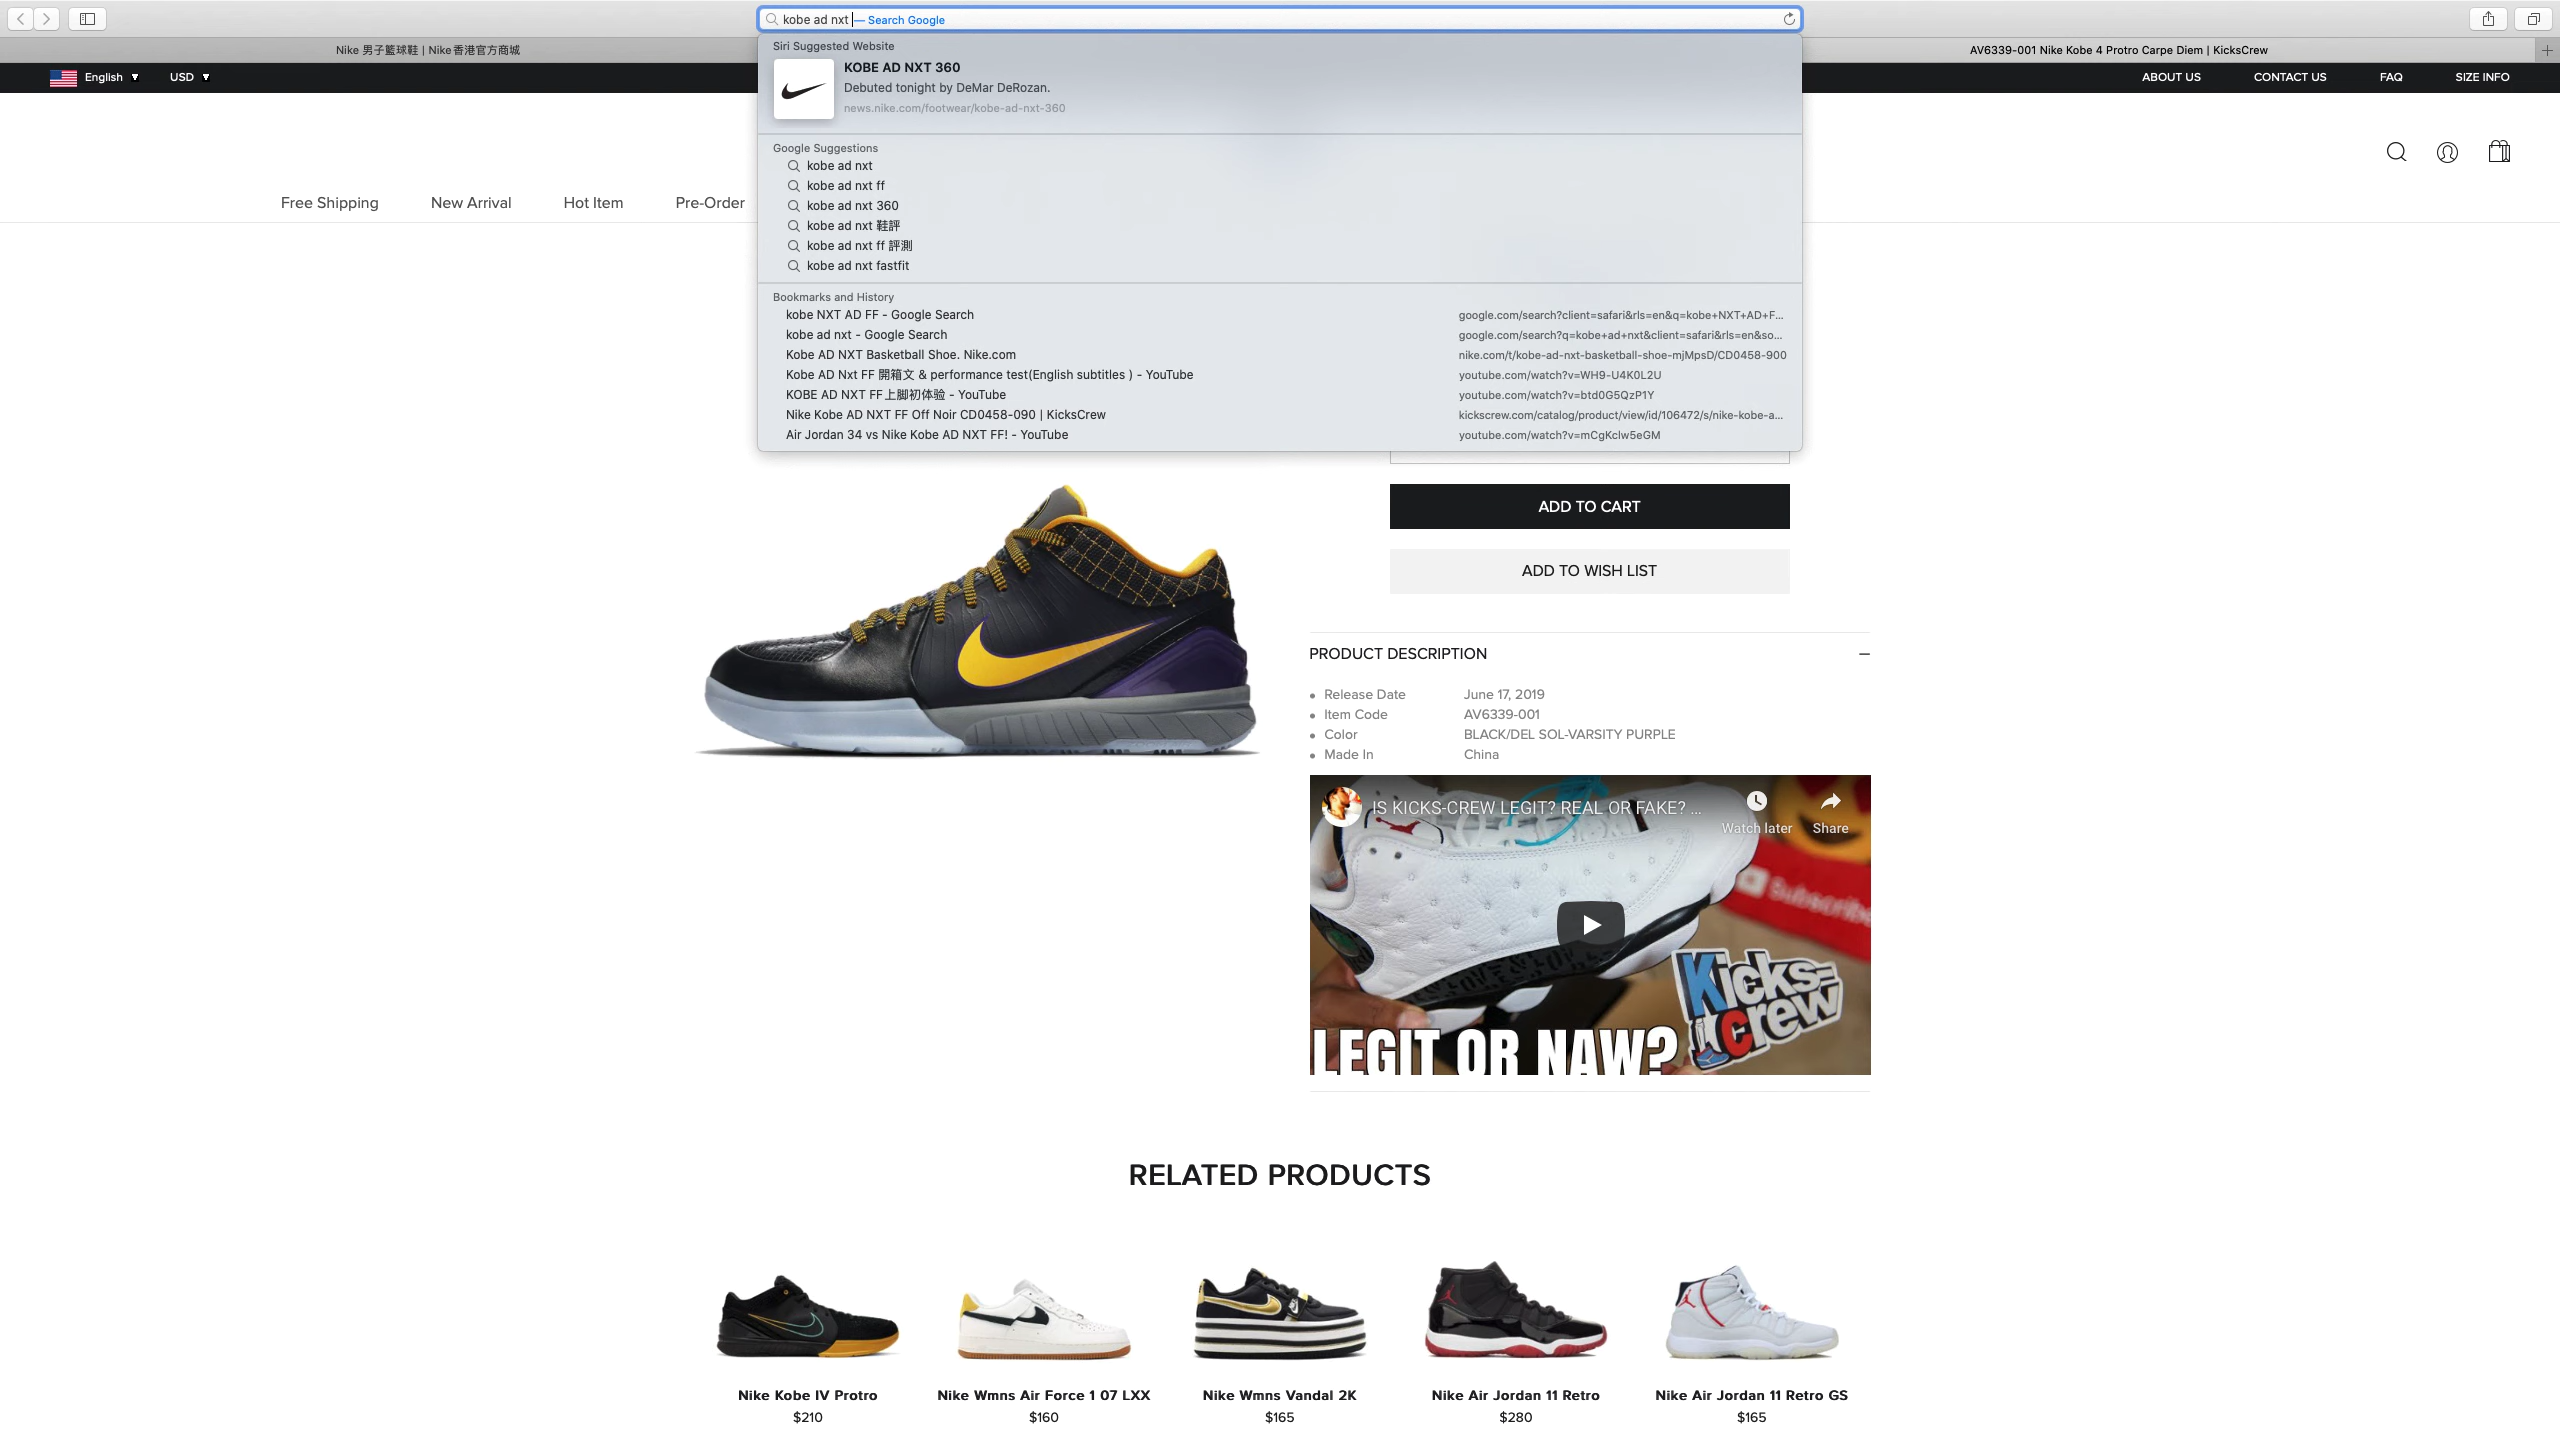 kobe ad nxt — Search Google
Nike 男子籃球鞋 | Nike香港官方商城
AV6339-001 Nike Kobe 4 Protro Carpe Diem | KicksCrew
English ▼ USD ▼
ABOUT US CONTACT US FAQ SIZE INFO
Free Shipping New Arrival Hot Item Pre-Order
Siri Suggested Website
KOBE AD NXT 360
Debuted tonight by DeMar DeRozan.
news.nike.com/footwear/kobe-ad-nxt-360
Google Suggestions
kobe ad nxt
kobe ad nxt ff
kobe ad nxt 360
kobe ad nxt 鞋評
kobe ad nxt ff 評測
kobe ad nxt fastfit
Bookmarks and History
kobe NXT AD FF - Google Search google.com/search?client=safari&rls=en&q=kobe+NXT+AD+F...
kobe ad nxt - Google Search google.com/search?q=kobe+ad+nxt&client=safari&rls=en&so...
Kobe AD NXT Basketball Shoe. Nike.com nike.com/t/kobe-ad-nxt-basketball-shoe-mjMpsD/CD0458-900
Kobe AD Nxt FF 開箱文 & performance test(English subtitles ) - YouTube youtube.com/watch?v=WH9-U4K0L2U
KOBE AD NXT FF上脚初体验 - YouTube youtube.com/watch?v=btd0G5QzP1Y
Nike Kobe AD NXT FF Off Noir CD0458-090 | KicksCrew kickscrew.com/catalog/product/view/id/106472/s/nike-kobe-a...
Air Jordan 34 vs Nike Kobe AD NXT FF! - YouTube youtube.com/watch?v=mCgKclw5eGM
ADD TO CART
ADD TO WISH LIST
PRODUCT DESCRIPTION
Release Date June 17, 2019
Item Code AV6339-001
Color BLACK/DEL SOL-VARSITY PURPLE
Made In China
IS KICKS-CREW LEGIT? REAL OR FAKE? ...
Watch later Share
Subscribe
Kicks-
Crew
LEGIT OR NAW?
RELATED PRODUCTS
Nike Kobe IV Protro
$210
Nike Wmns Air Force 1 07 LXX
$160
Nike Wmns Vandal 2K
$165
Nike Air Jordan 11 Retro
$280
Nike Air Jordan 11 Retro GS
$165